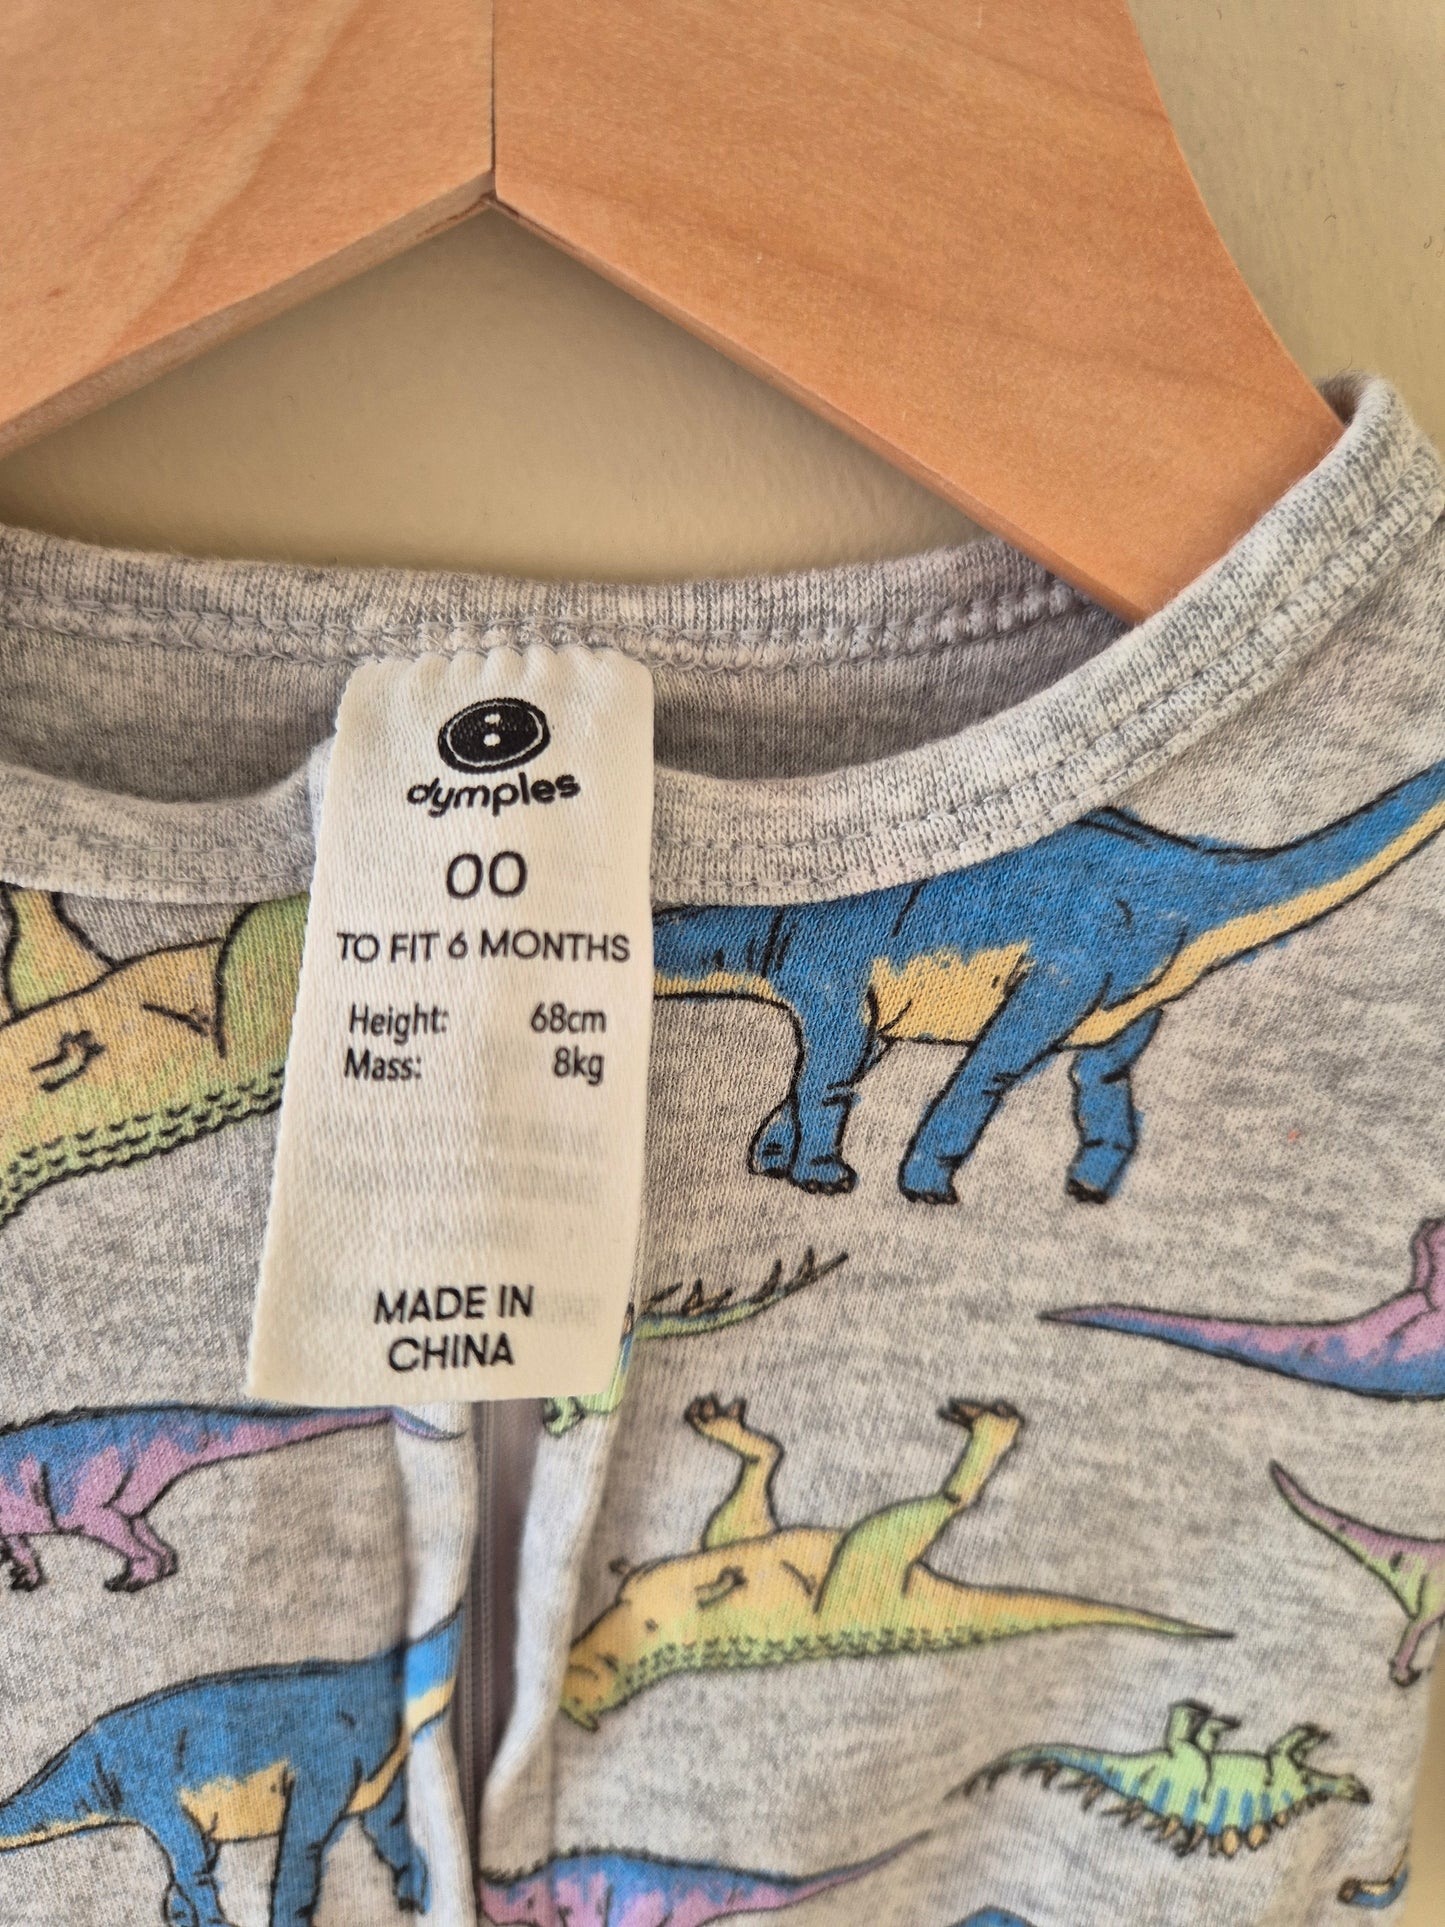 dymples
00
TO FIT 6 MONTHS
Height: 68cm
Mass: 8kg
MADE IN
CHINA